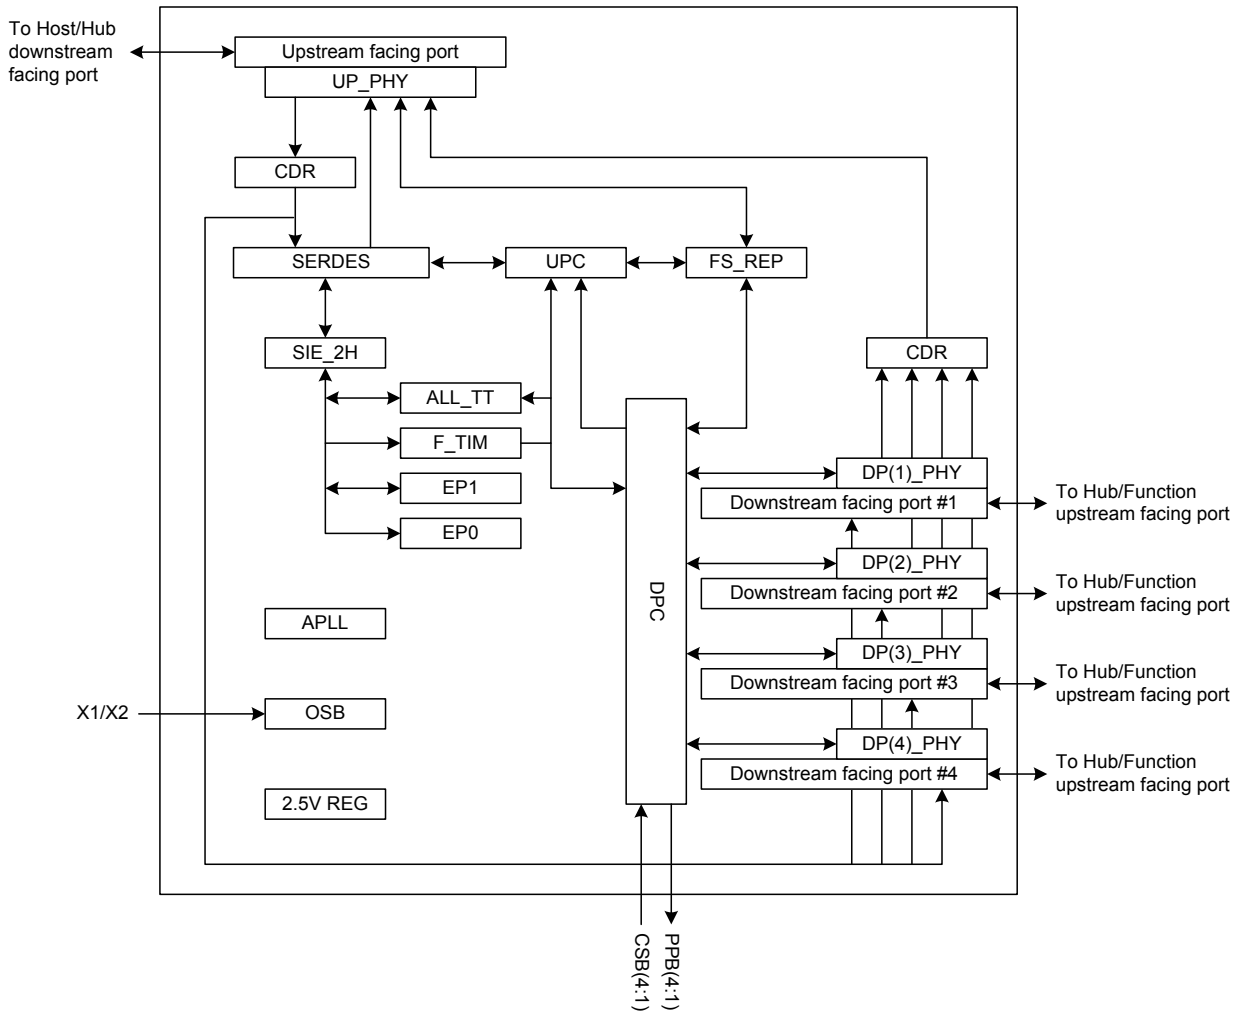 To Host/Hub
downstream
facing port
Upstream facing port
UP_PHY
CDR
SERDES
UPC
FS_REP
SIE_2H
CDR
ALL_TT
F_TIM
EP1
EP0
DPC
DP(1)_PHY
Downstream facing port #1
To Hub/Function
upstream facing port
DP(2)_PHY
Downstream facing port #2
To Hub/Function
upstream facing port
APLL
DP(3)_PHY
Downstream facing port #3
To Hub/Function
upstream facing port
X1/X2
OSB
DP(4)_PHY
Downstream facing port #4
To Hub/Function
upstream facing port
2.5V REG
CSB(4:1)
PPB(4:1)